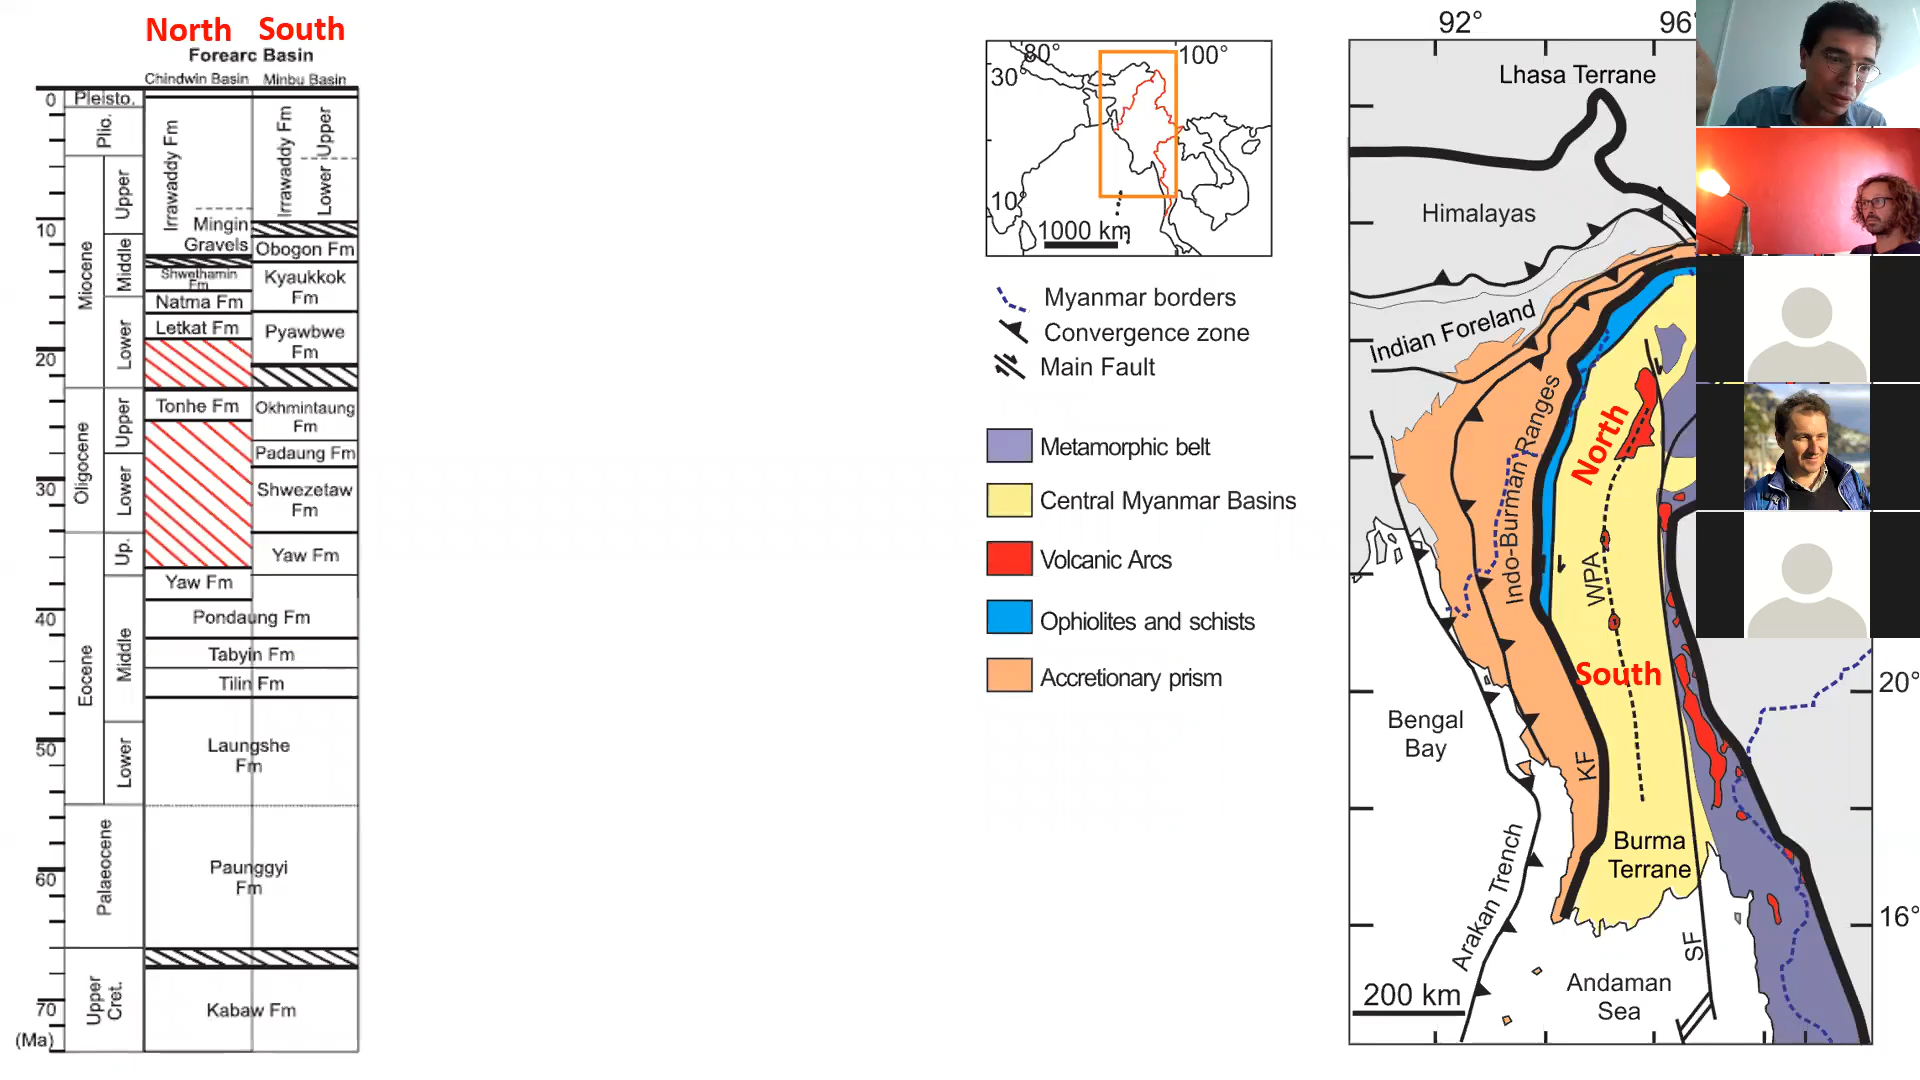 North South
Forearc Basin
Chindwin Basin Minbu Basin
0
10
20
30
40
50
60
70
(Ma)
Pleisto.
Plio.
Miocene
Upper
Middle
Lower
Oligocene
Upper
Lower
Eocene
Up.
Middle
Lower
Palaeocene
Upper
Cret.
Irrawaddy Fm
Mingin
Gravels
Shwethamin
Fm
Natma Fm
Letkat Fm
Tonhe Fm
Yaw Fm
Irrawaddy Fm
Upper
Lower
Obogon Fm
Kyaukkok
Fm
Pyawbwe
Fm
Okhmintaung
Fm
Padaung Fm
Shwezetaw
Fm
Yaw Fm
Pondaung Fm
Tabyin Fm
Tilin Fm
Laungshe
Fm
Paunggyi
Fm
Kabaw Fm
80°
100°
30°
10°
1000 km
Myanmar borders
Convergence zone
Main Fault
Metamorphic belt
Central Myanmar Basins
Volcanic Arcs
Ophiolites and schists
Accretionary prism
92°
96°
Lhasa Terrane
Himalayas
Indian Foreland
Indo-Burman Ranges
North
WPA
South
20°
Bengal
Bay
KF
Burma
Terrane
Arakan Trench
16°
SF
Andaman
Sea
200 km